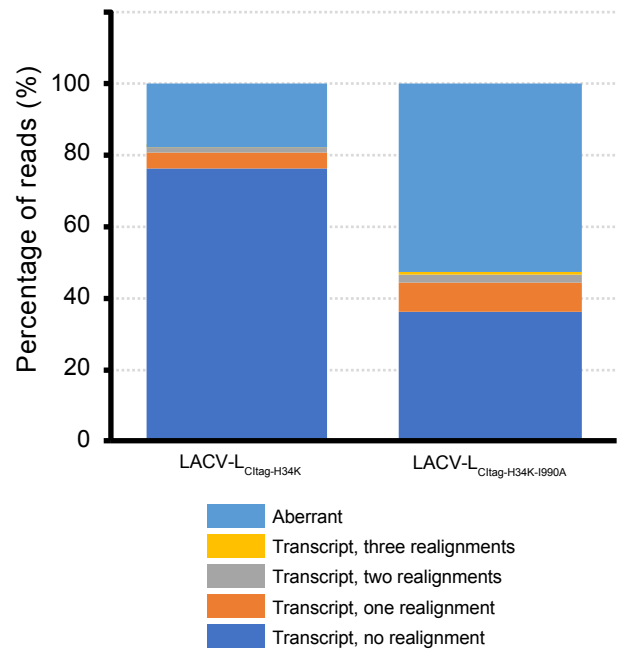 Percentage of reads (%)
100
80
60
40
20
0
LACV-LCItag-H34K
LACV-LCItag-H34K-I990A
Aberrant
Transcript, three realignments
Transcript, two realignments
Transcript, one realignment
Transcript, no realignment